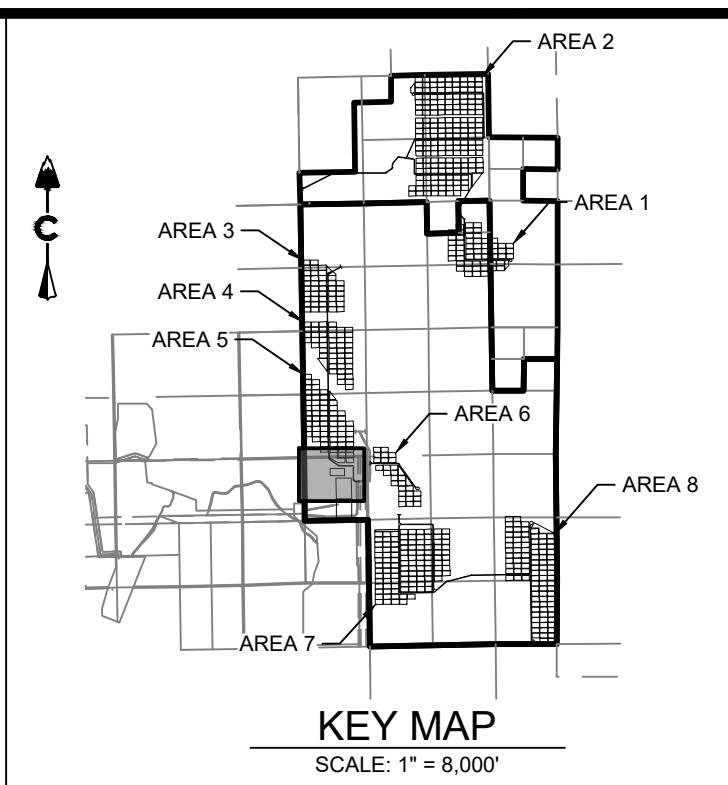 AREA 2
AREA 1
AREA 3
AREA 4
AREA 5
C
AREA 6
AREA 8
AREA 7
KEY MAP
SCALE: 1" = 8,000'